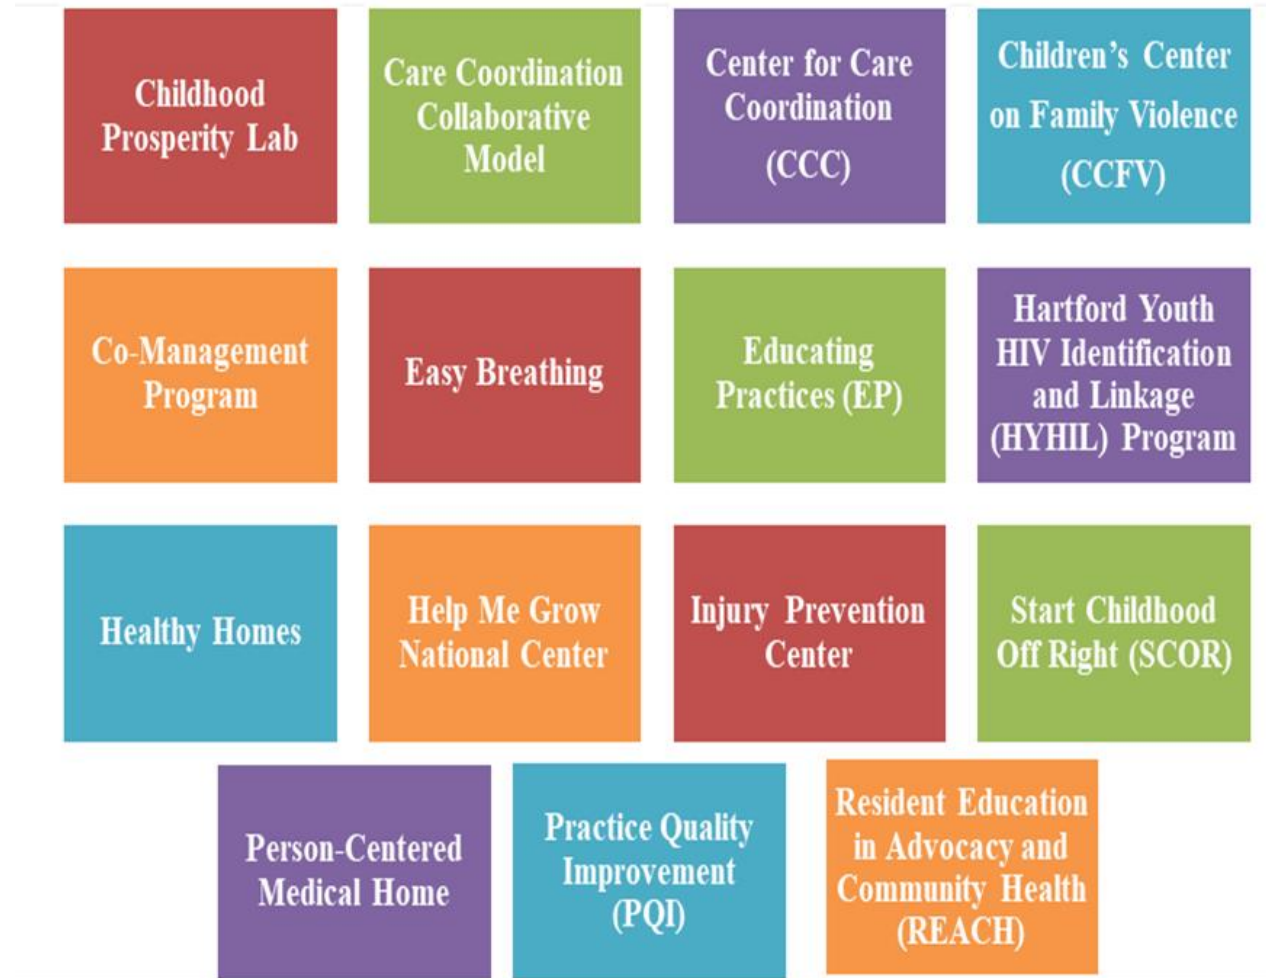 Childhood
Prosperity Lab
Care Coordination
Collaborative
Model
Center for Care
Coordination
(CCC)
Children’s Center
on Family Violence
(CCFV)
Co-Management
Program
Easy Breathing
Educating
Practices (EP)
Hartford Youth
HIV Identification
and Linkage
(HYHIL) Program
Healthy Homes
Help Me Grow
National Center
Injury Prevention
Center
Start Childhood
Off Right (SCOR)
Person-Centered
Medical Home
Practice Quality
Improvement
(PQI)
Resident Education
in Advocacy and
Community Health
(REACH)